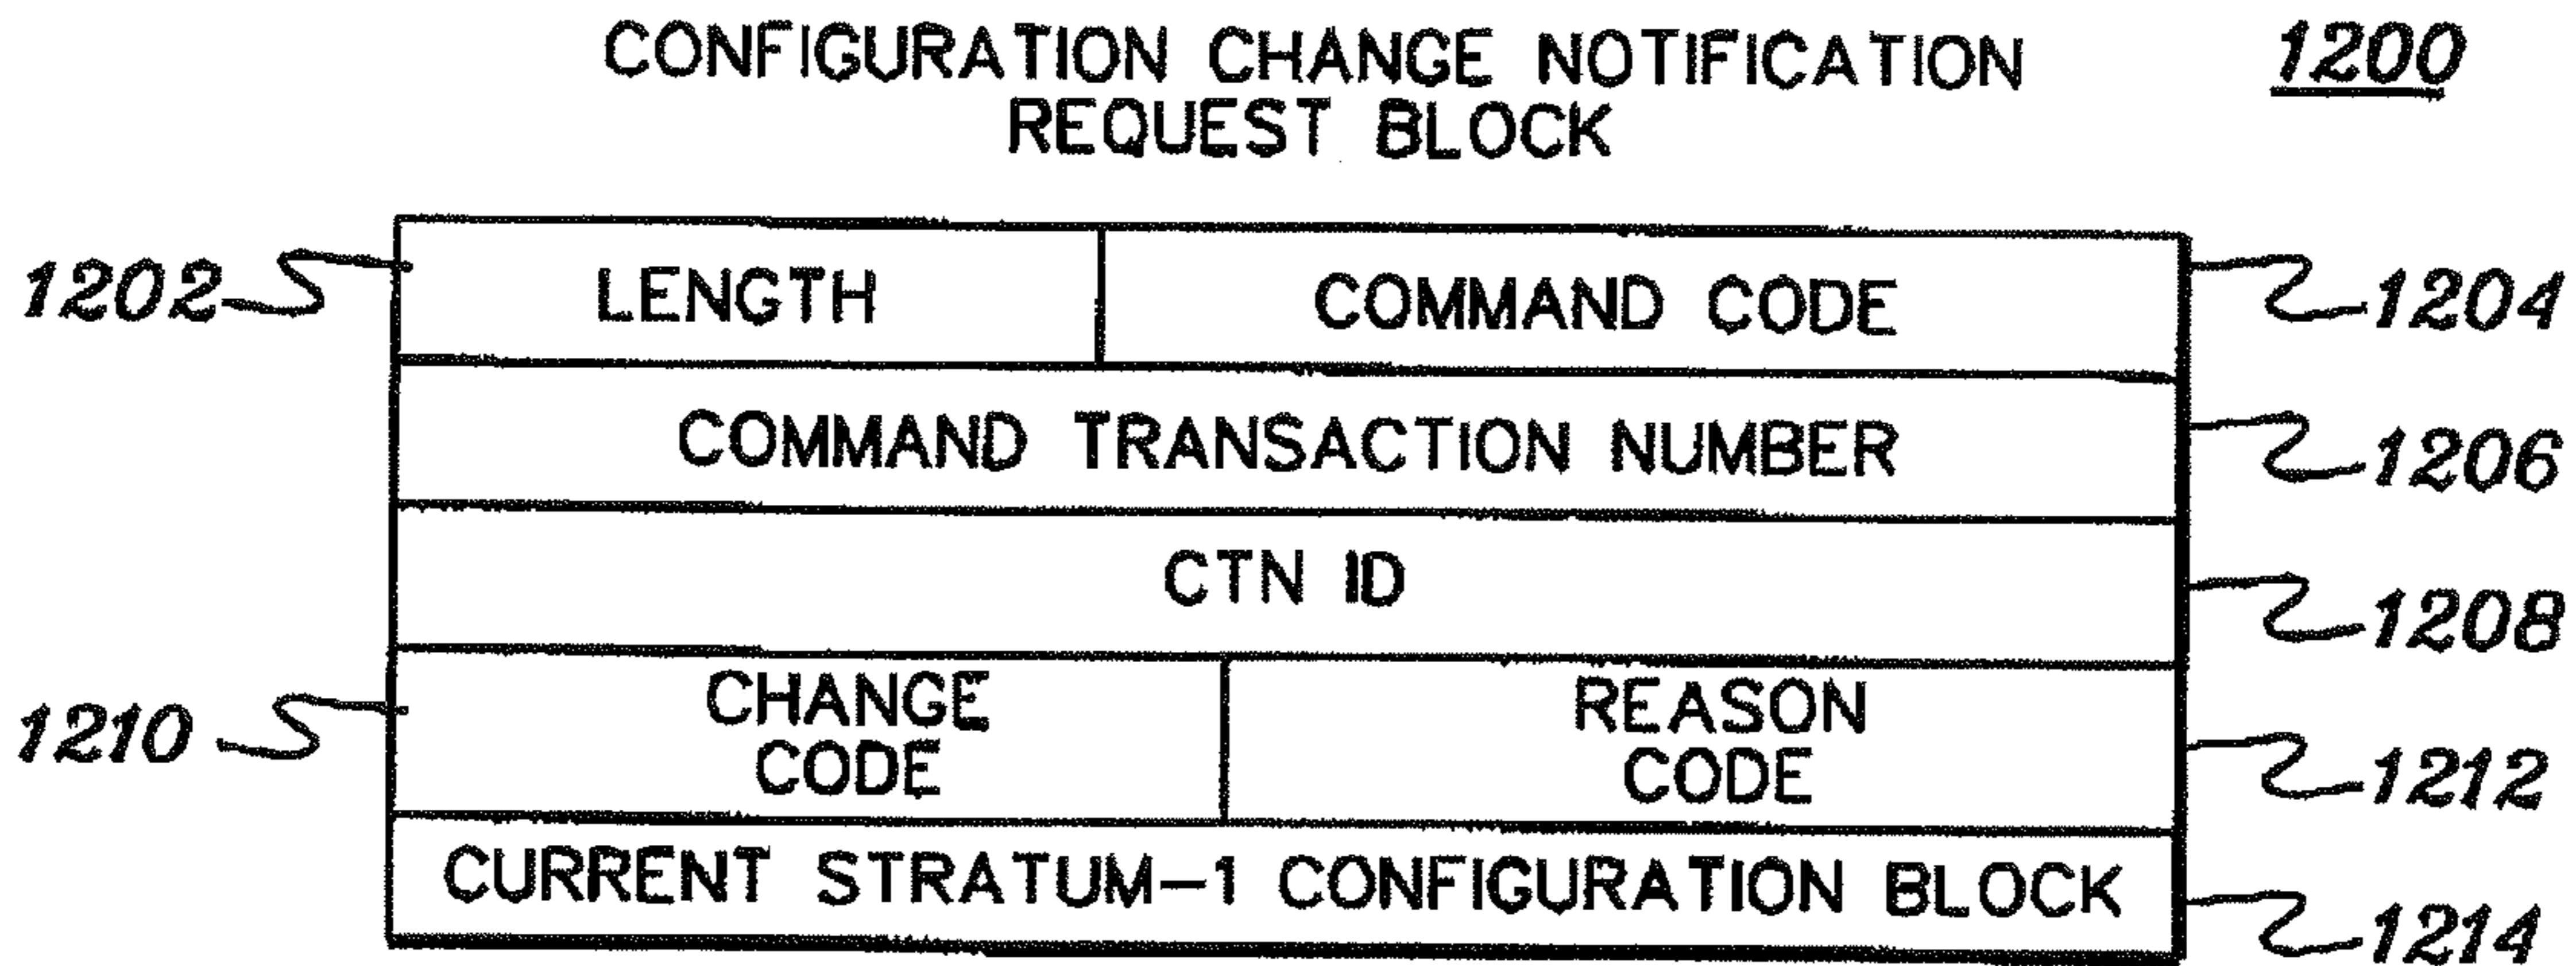 CONFIGURATION CHANGE NOTIFICATION 1200
REQUEST BLOCK
1202 LENGTH COMMAND CODE 1204
COMMAND TRANSACTION NUMBER 1206
CTN ID 1208
1210 CHANGE CODE REASON CODE 1212
CURRENT STRATUM-1 CONFIGURATION BLOCK 1214